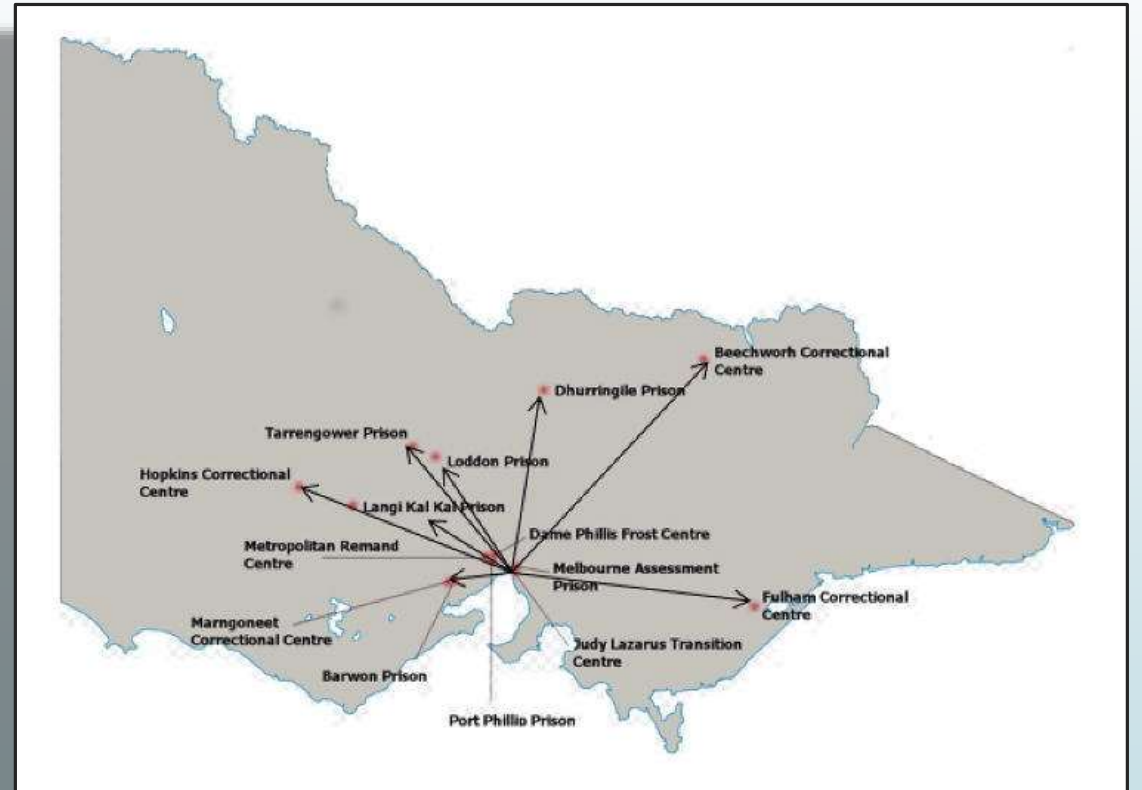 Beechworh Correctional
Centre
Dhurringile Prison
Tarrengower Prison
Loddon Prison
Hopkins Correctional
Centre
Langi Kal Kal Prison
Dame Phillis Frost Centre
Metropolitan Remand
Centre
Melbourne Assessment
Prison
Fulham Correctional
Centre
Marngoneet
Correctional Centre
Judy Lazarus Transition
Centre
Barwon Prison
Port Phillip Prison